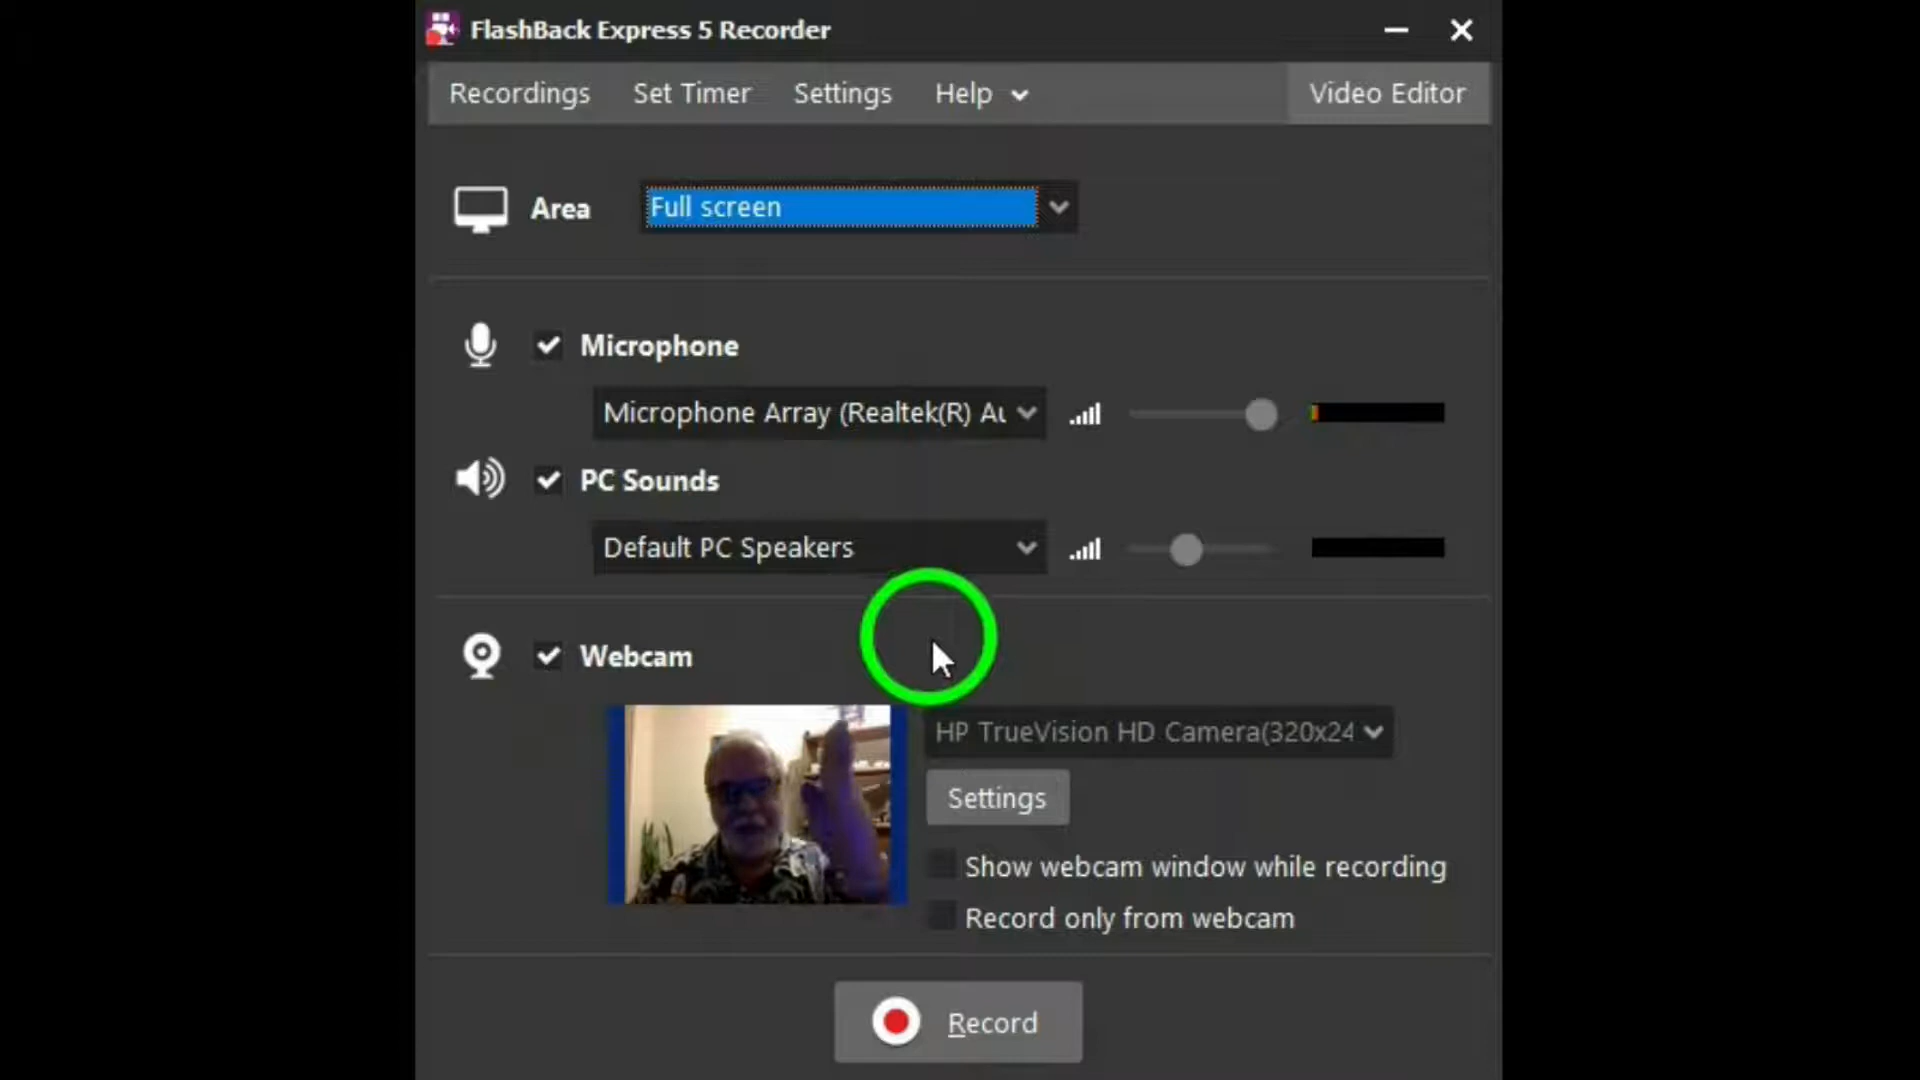 FlashBack Express 5 Recorder
Recordings Set Timer Settings Help Video Editor
Area Full screen
Microphone
Microphone Array (Realtek(R) Au
PC Sounds
Default PC Speakers
Webcam
HP TrueVision HD Camera(320x24
Settings
Show webcam window while recording
Record only from webcam
Record